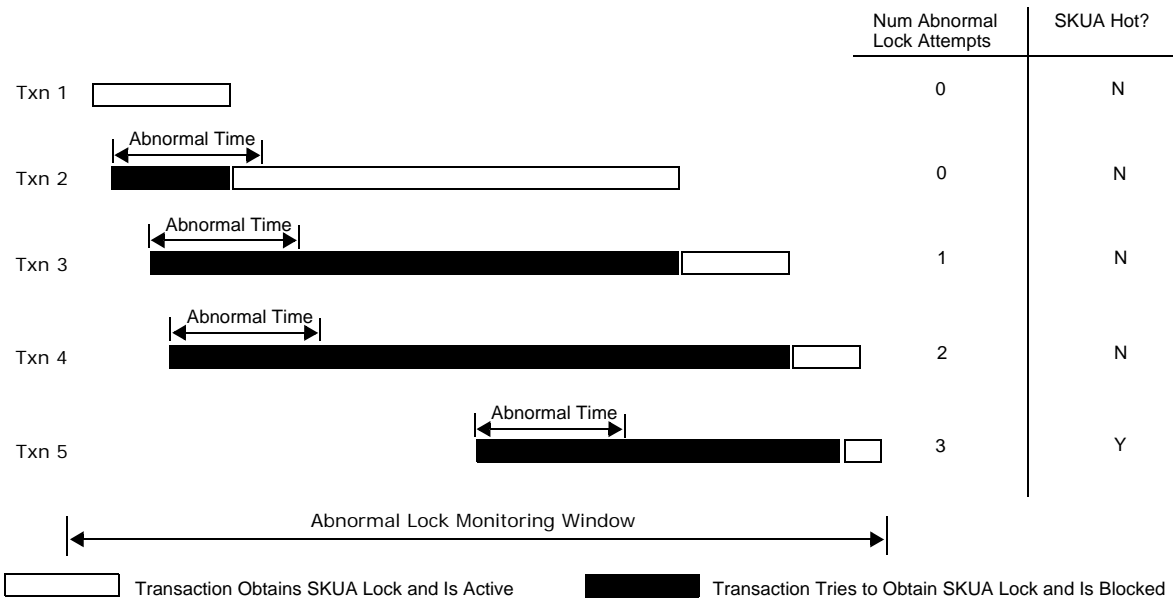 Num Abnormal
Lock Attempts
SKUA Hot?
Txn 1
0
N
Abnormal Time
Txn 2
0
N
Abnormal Time
Txn 3
1
N
Abnormal Time
Txn 4
2
N
Abnormal Time
Txn 5
3
Y
Abnormal Lock Monitoring Window
Transaction Obtains SKUA Lock and Is Active
Transaction Tries to Obtain SKUA Lock and Is Blocked